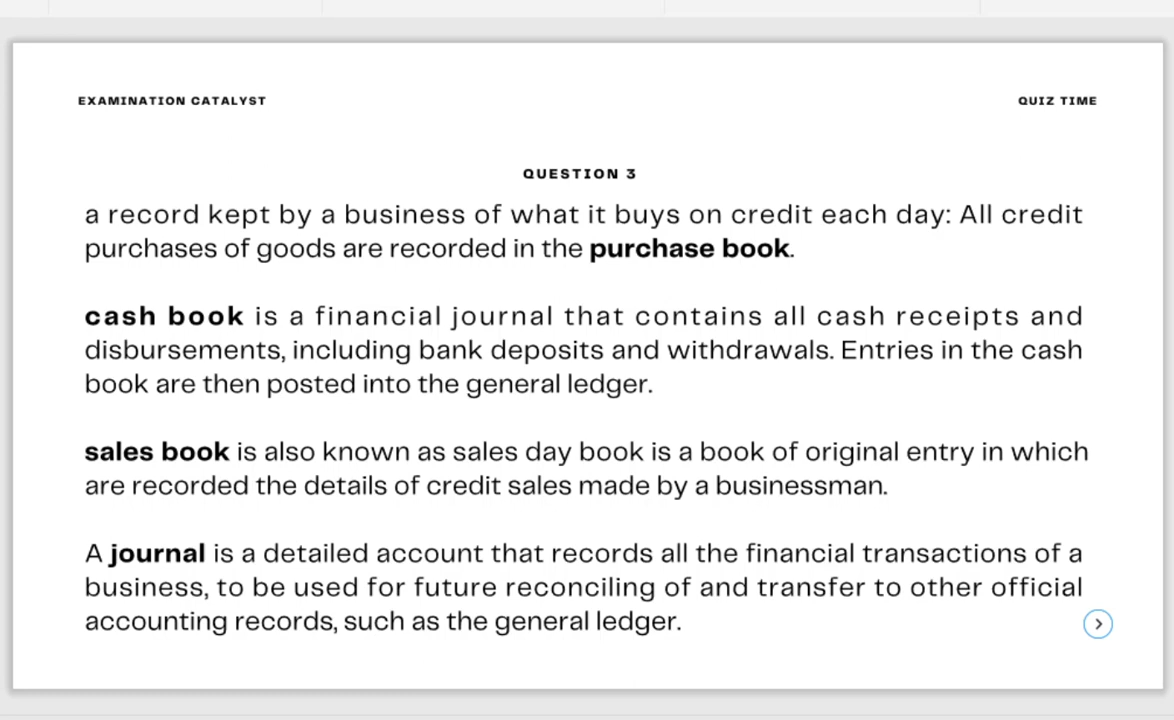 EXAMINATION CATALYST
QUIZ TIME
QUESTION 3
a record kept by a business of what it buys on credit each day: All credit
purchases of goods are recorded in the purchase book.
cash book is a financial journal that contains all cash receipts and
disbursements, including bank deposits and withdrawals. Entries in the cash
book are then posted into the general ledger.
sales book is also known as sales day book is a book of original entry in which
are recorded the details of credit sales made by a businessman.
A journal is a detailed account that records all the financial transactions of a
business, to be used for future reconciling of and transfer to other official
accounting records, such as the general ledger.